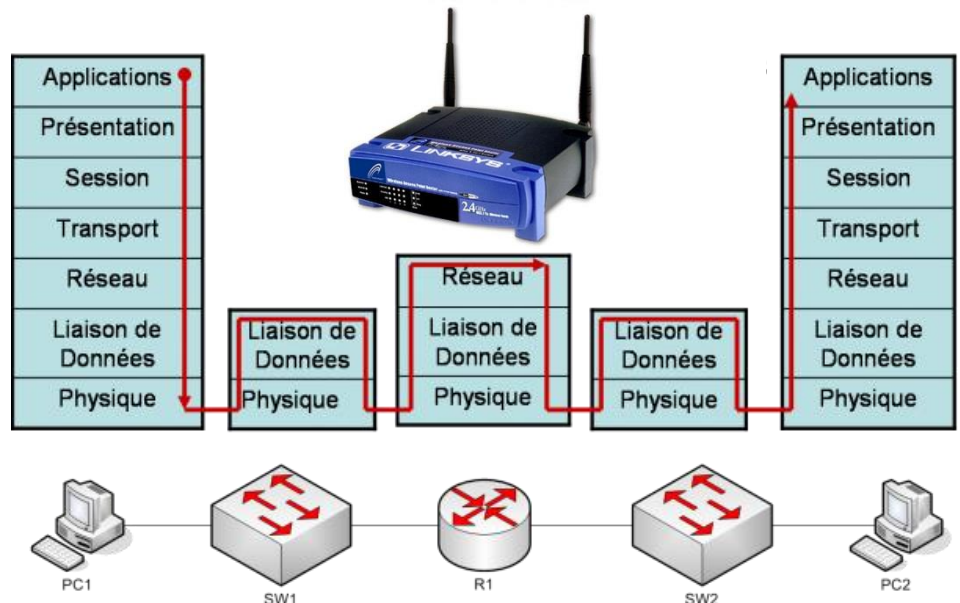 Applications
Présentation
Session
Transport
Réseau
Liaison de
Données
Physique
Liaison de
Données
Physique
LINKSYS
2.4GHz
Réseau
Liaison de
Données
Physique
Liaison de
Données
Physique
Applications
Présentation
Session
Transport
Réseau
Liaison de
Données
Physique
PC1
SW1
R1
SW2
PC2